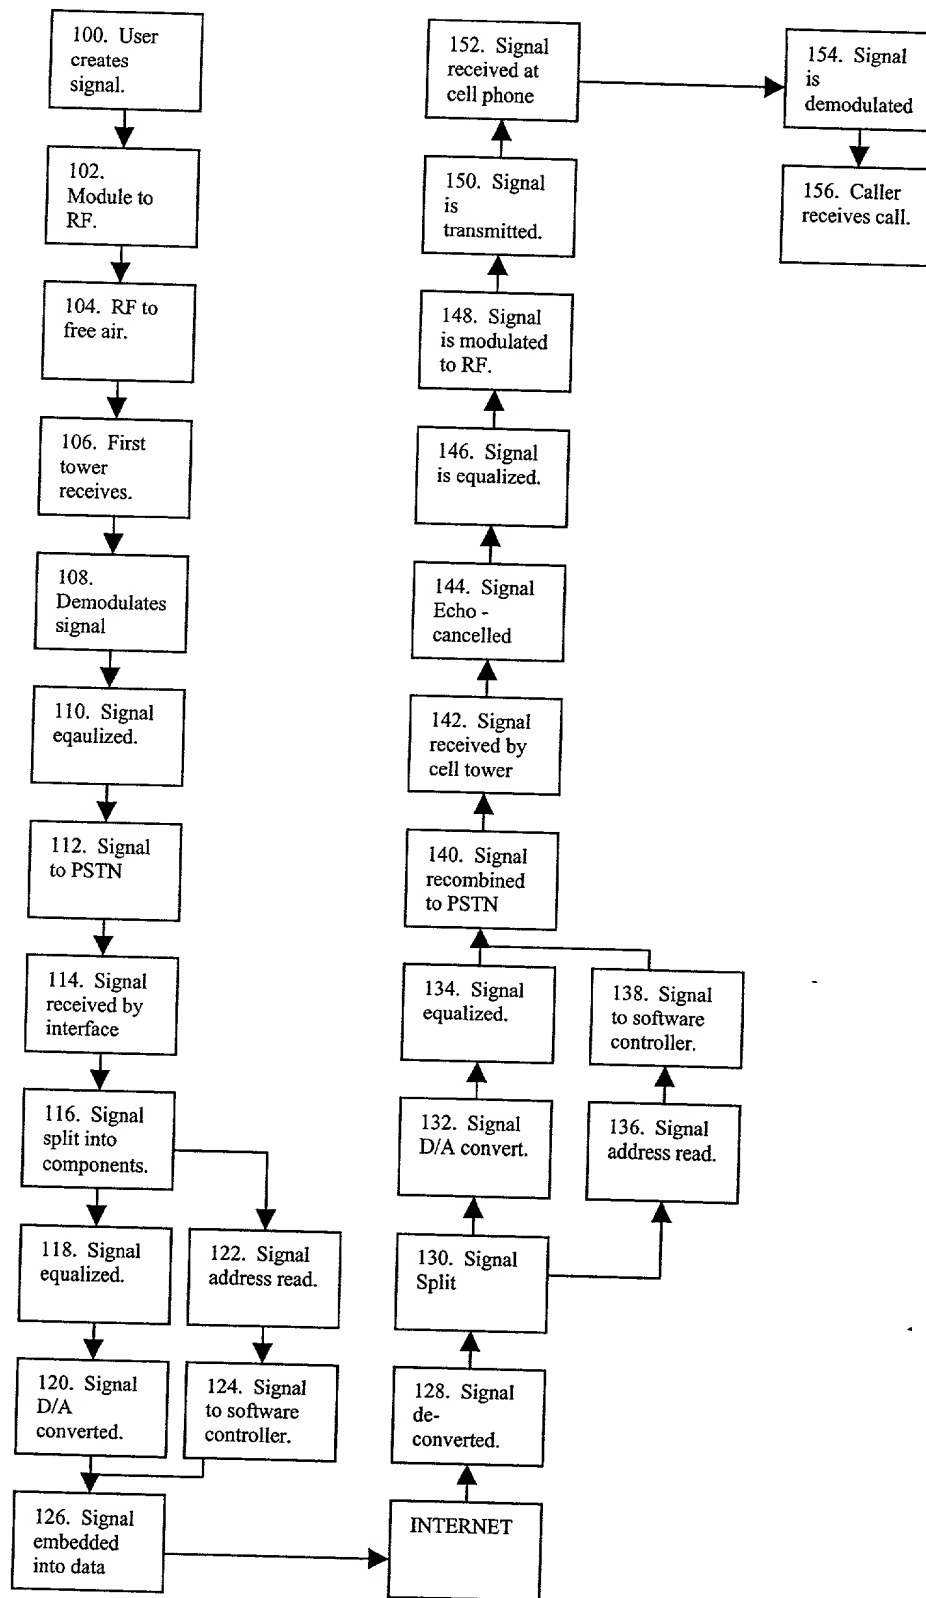 100. User
creates
signal.
102.
Module to
RF.
104. RF to
free air.
106. First
tower
receives.
108.
Demodulates
signal
110. Signal
eqaulized.
112. Signal
to PSTN
114. Signal
received by
interface
116. Signal
split into
components.
118. Signal
equalized.
120. Signal
D/A
converted.
122. Signal
address read.
124. Signal
to software
controller.
126. Signal
embedded
into data
INTERNET
128. Signal
de-
converted.
130. Signal
Split
132. Signal
D/A convert.
134. Signal
equalized.
136. Signal
address read.
138. Signal
to software
controller.
140. Signal
recombined
to PSTN
142. Signal
received by
cell tower
144. Signal
Echo -
cancelled
146. Signal
is equalized.
148. Signal
is modulated
to RF.
150. Signal
is
transmitted.
152. Signal
received at
cell phone
154. Signal
is
demodulated
156. Caller
receives call.